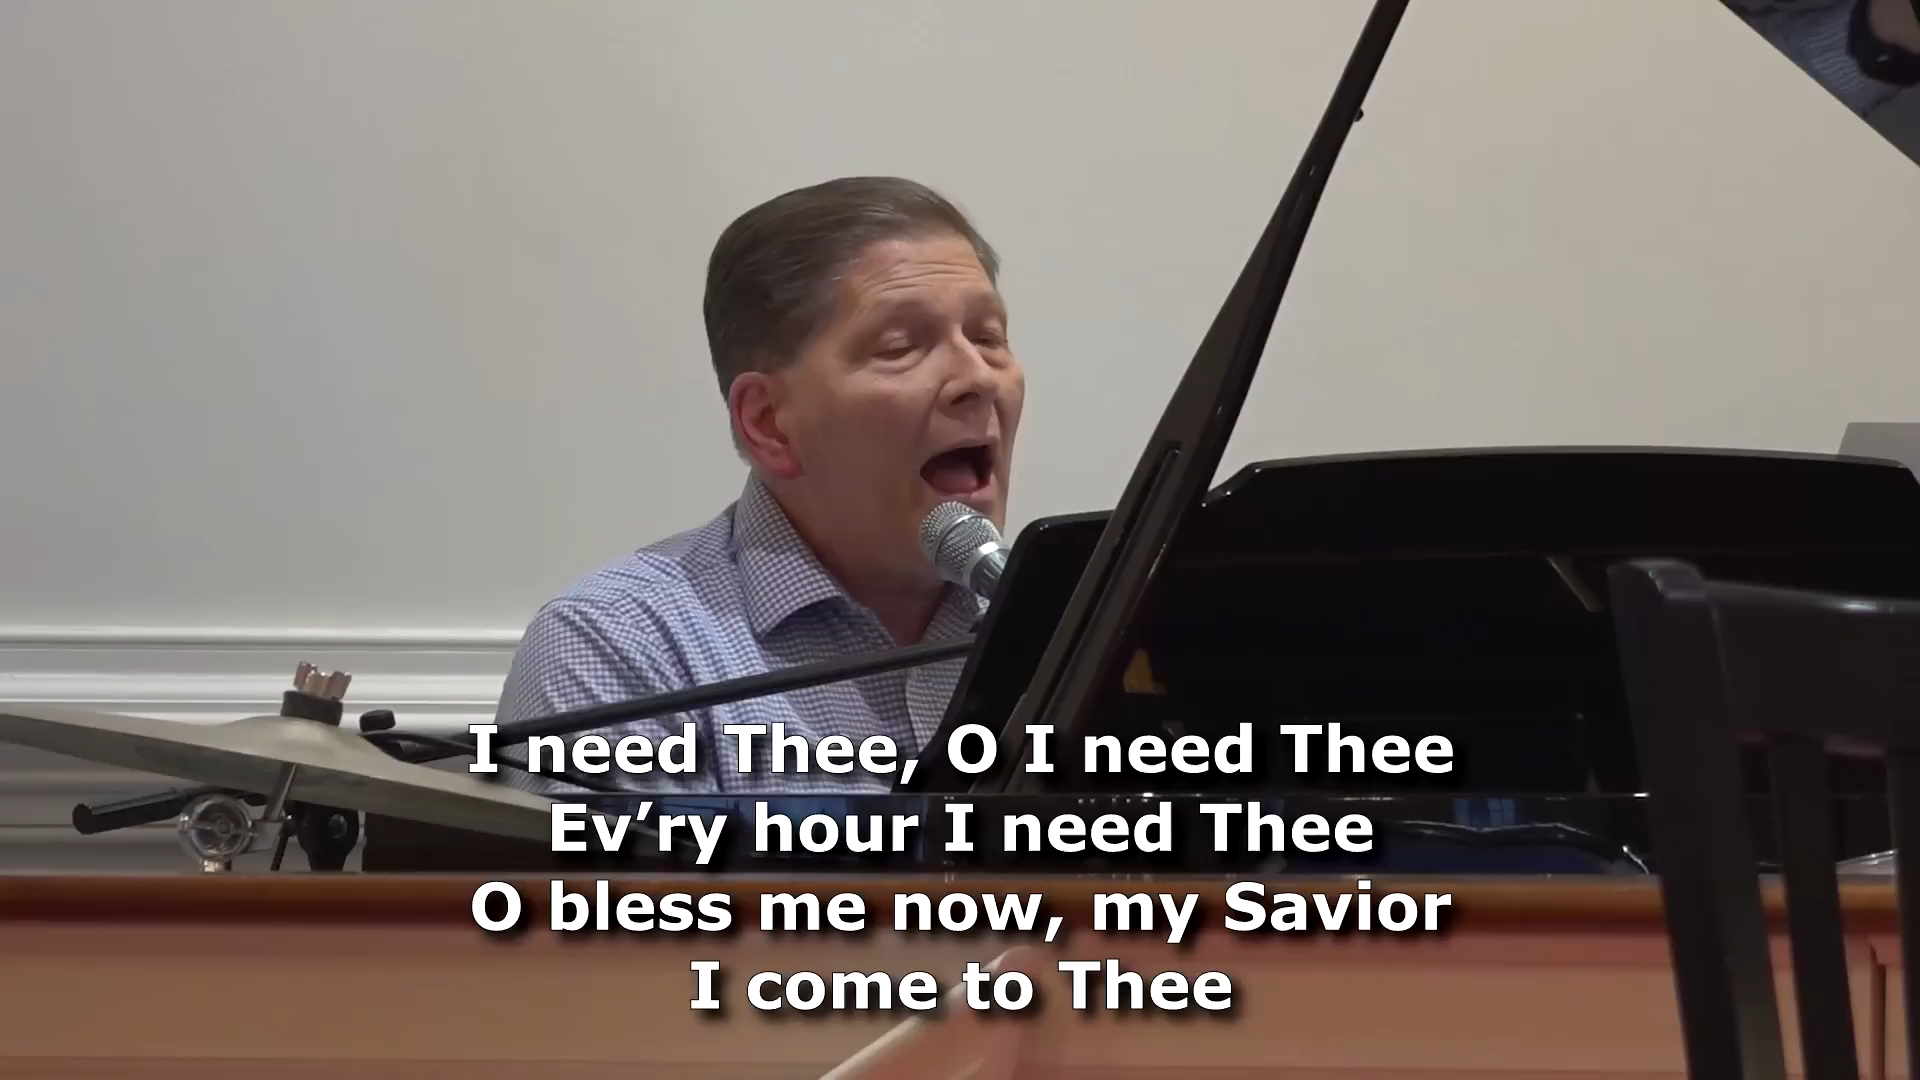 I need Thee, O I need Thee
Ev’ry hour I need Thee
O bless me now, my Savior
I come to Thee